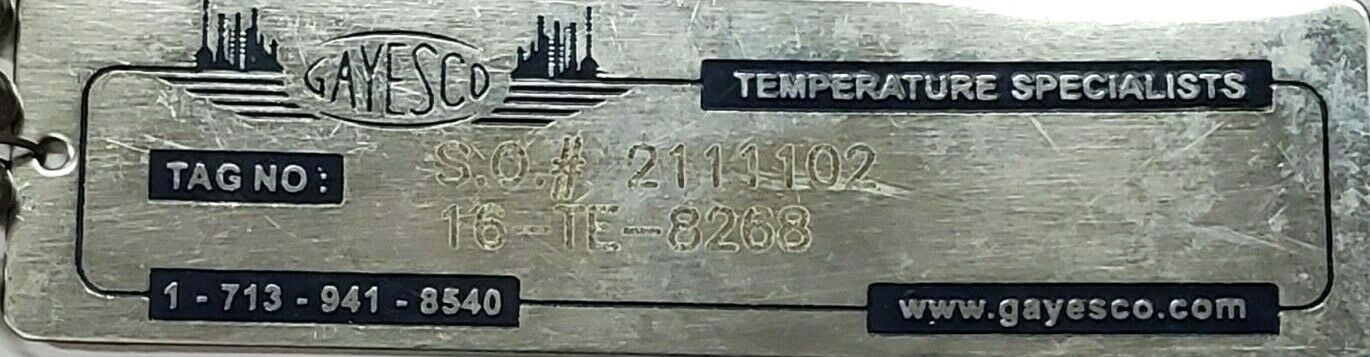 GAYESCO
TEMPERATURE SPECIALISTS
TAG NO : S.O.# 2111102
16-TE-8268
1 - 713 - 941 - 8540
www.gayesco.com